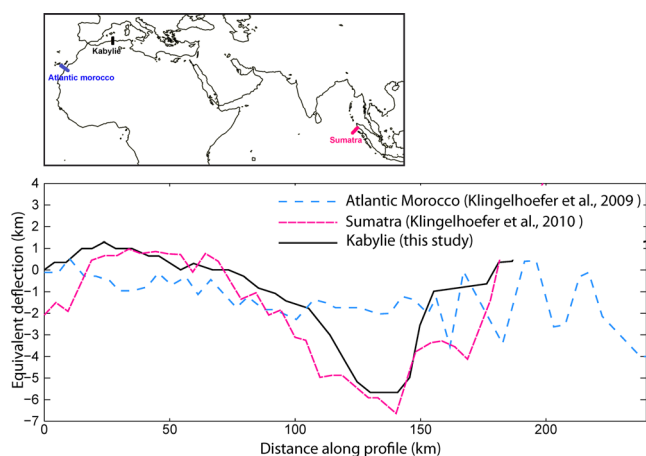 Kabylie
Atlantic morocco
Sumatra
Equivalent deflection (km)
4
3
2
1
0
−1
−2
−3
−4
−5
−6
−7
Atlantic Morocco (Klingelhoefer et al., 2009 )
Sumatra (Klingelhoefer et al., 2010 )
Kabylie (this study)
0
50
100
150
200
Distance along profile (km)